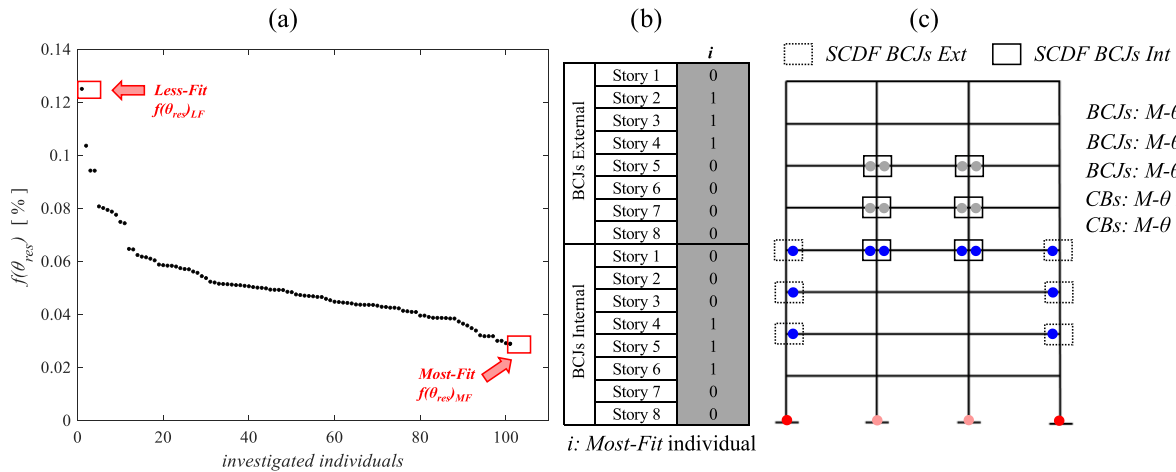 (a)
0.14
0.12
0.1
0.08
0.06
0.04
0.02
0
f(θres) [ % ]
0 20 40 60 80 100
investigated individuals
Less-Fit
f(θres)LF
Most-Fit
f(θres)MF
(b)
i
BCJs External
Story 1 0
Story 2 1
Story 3 1
Story 4 1
Story 5 0
Story 6 0
Story 7 0
Story 8 0
BCJs Internal
Story 1 0
Story 2 0
Story 3 0
Story 4 1
Story 5 1
Story 6 1
Story 7 0
Story 8 0
i: Most-Fit individual
(c)
SCDF BCJs Ext SCDF BCJs Int
BCJs: M-θ
BCJs: M-θ
BCJs: M-θ
CBs: M-θ
CBs: M-θ